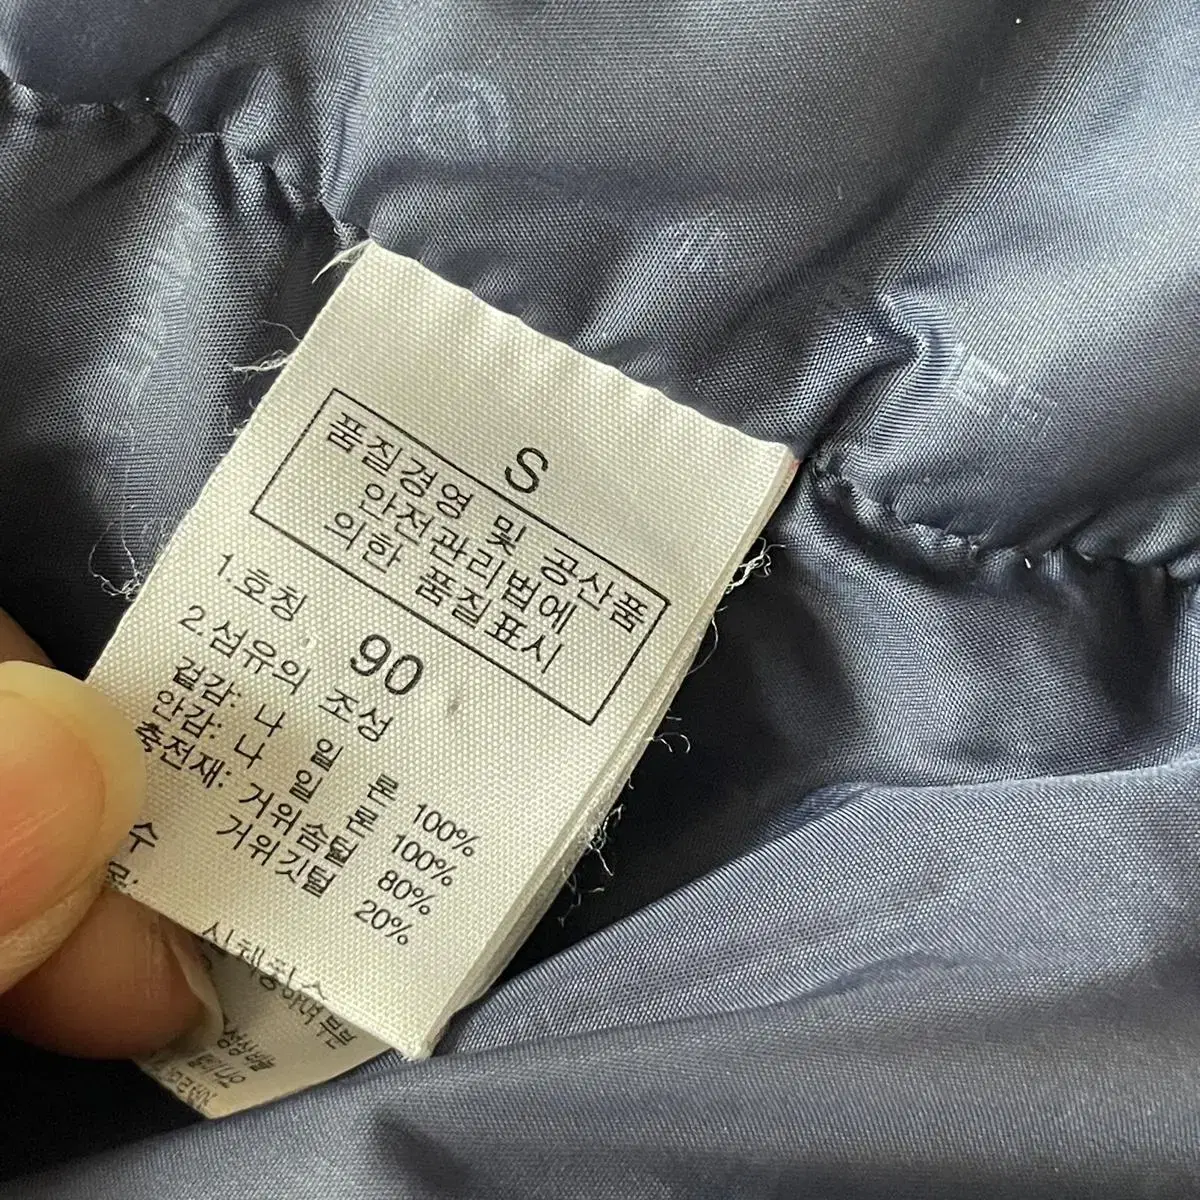 S
품질경영 및 공산품
안전관리법에
의한 품질표시
1.호칭 90
2.섬유의 조성
겉감: 나 일 론 100%
안감: 나 일 론 100%
충전재: 거위솜털 80%
거위깃털 20%
수